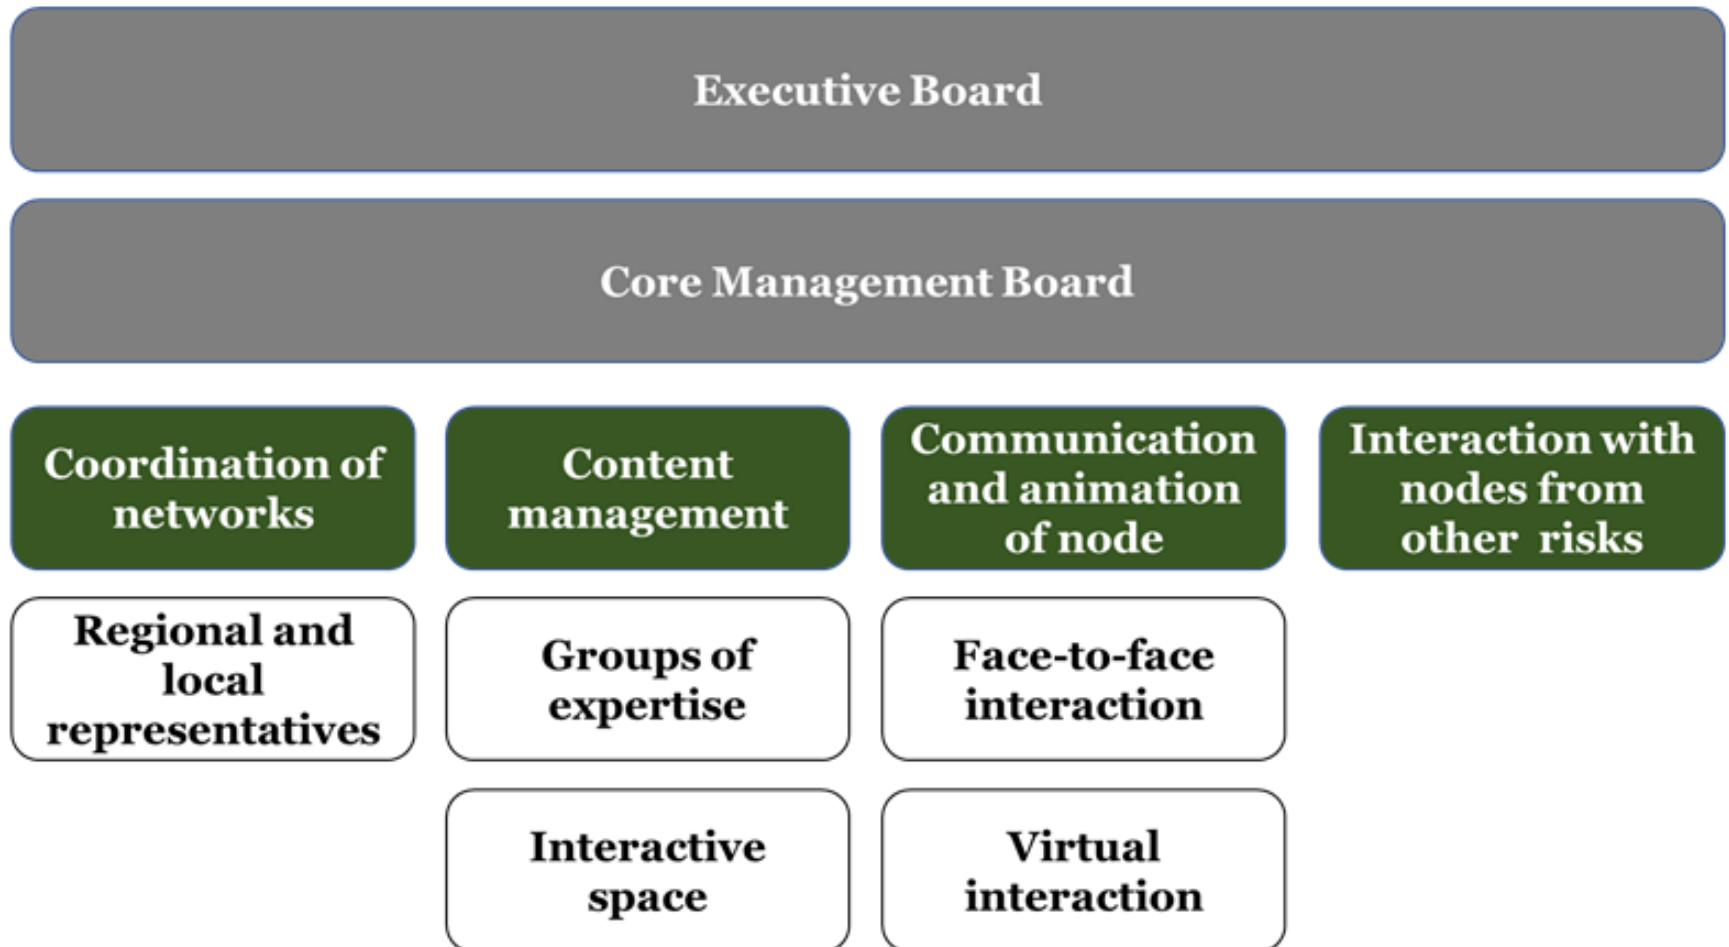 Executive Board
Core Management Board
Coordination of
networks
Content
management
Communication
and animation
of node
Interaction with
nodes from
other  risks
Regional and
local
representatives
Groups of
expertise
Face-to-face
interaction
Interactive
space
Virtual
interaction